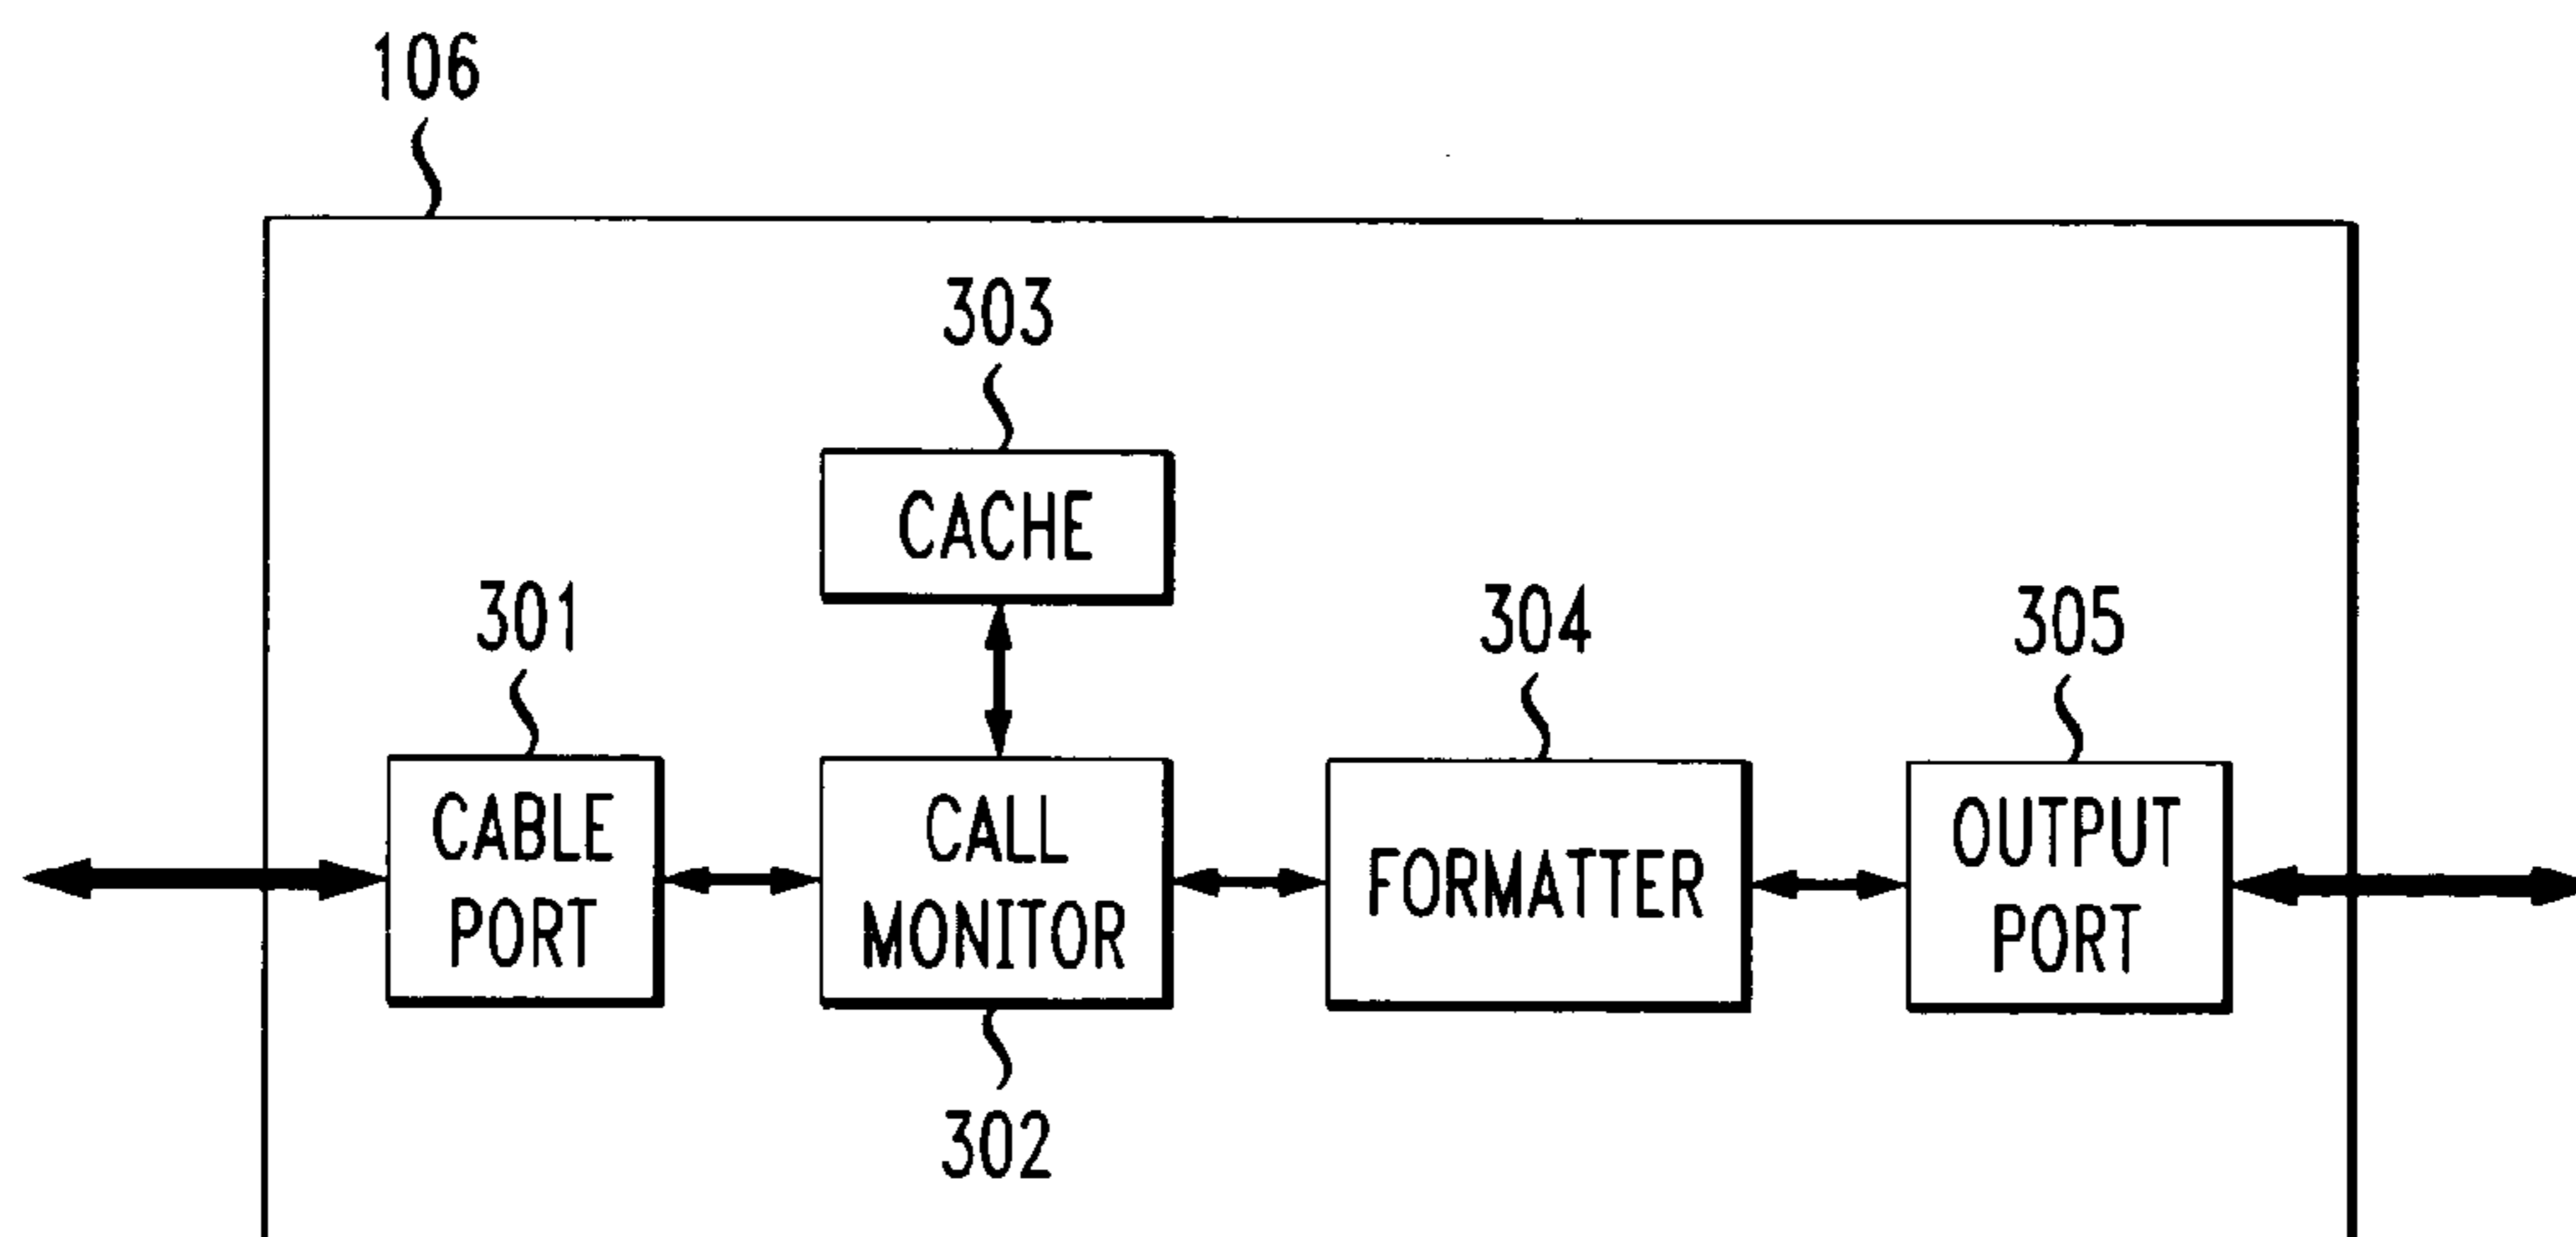 106
303
CACHE
301
304
305
CABLE
PORT
CALL
MONITOR
FORMATTER
OUTPUT
PORT
302